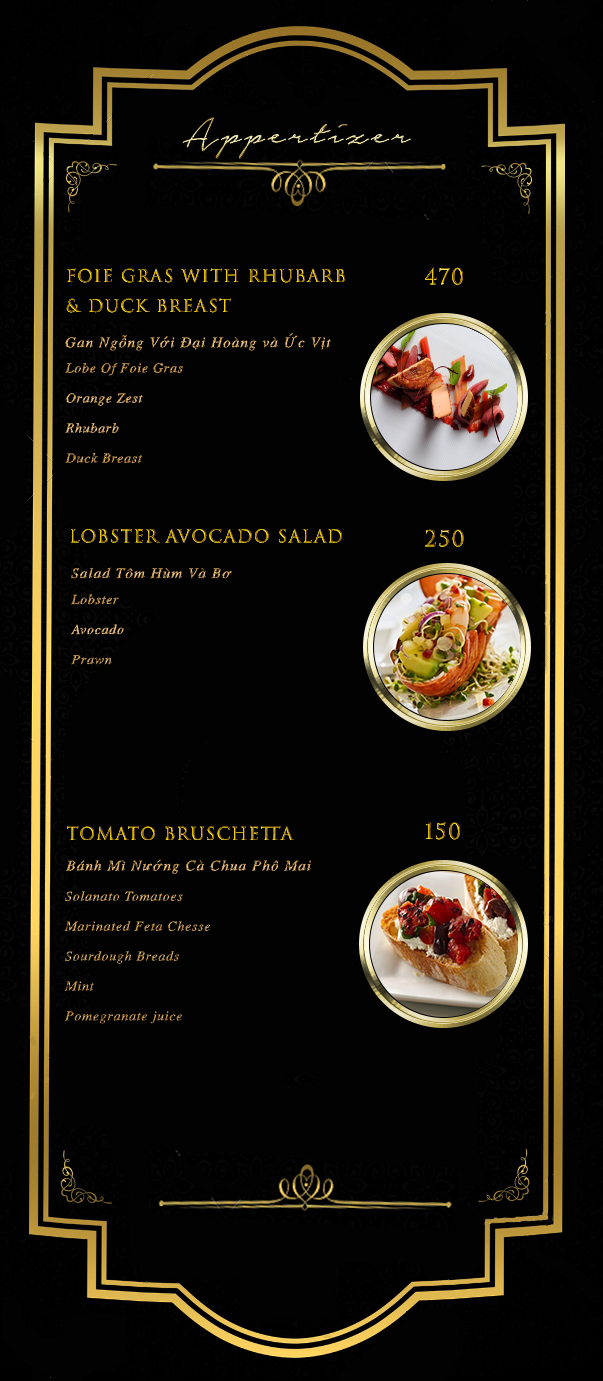 Appertizer
FOIE GRAS WITH RHUBARB 470
& DUCK BREAST
Gan Ngỗng Với Đại Hoàng và Ức Vịt
Lobe Of Foie Gras
Orange Zest
Rhubarb
Duck Breast
LOBSTER AVOCADO SALAD 250
Salad Tôm Hùm Và Bơ
Lobster
Avocado
Prawn
TOMATO BRUSCHETTA 150
Bánh Mì Nướng Cà Chua Phô Mai
Solanato Tomatoes
Marinated Feta Chesse
Sourdough Breads
Mint
Pomegranate juice